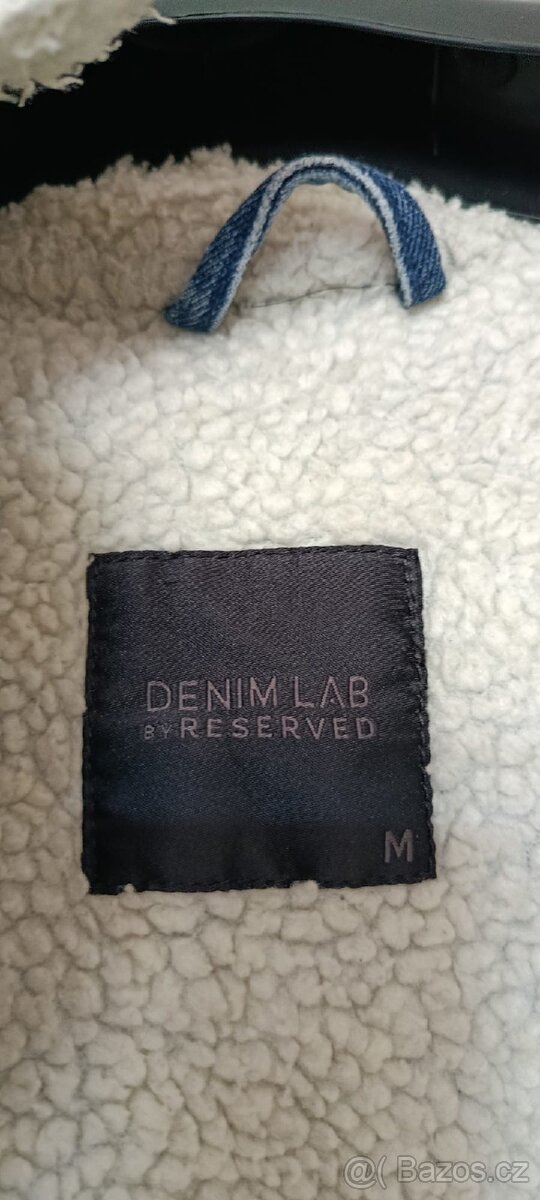 DENIM LAB
BY RESERVED
M
@( Bazos.cz